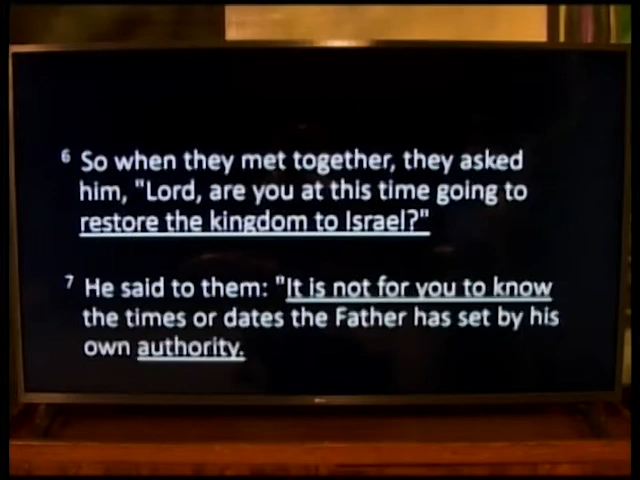 6 So when they met together, they asked
him, "Lord, are you at this time going to
restore the kingdom to Israel?"
7 He said to them: "It is not for you to know
the times or dates the Father has set by his
own authority.